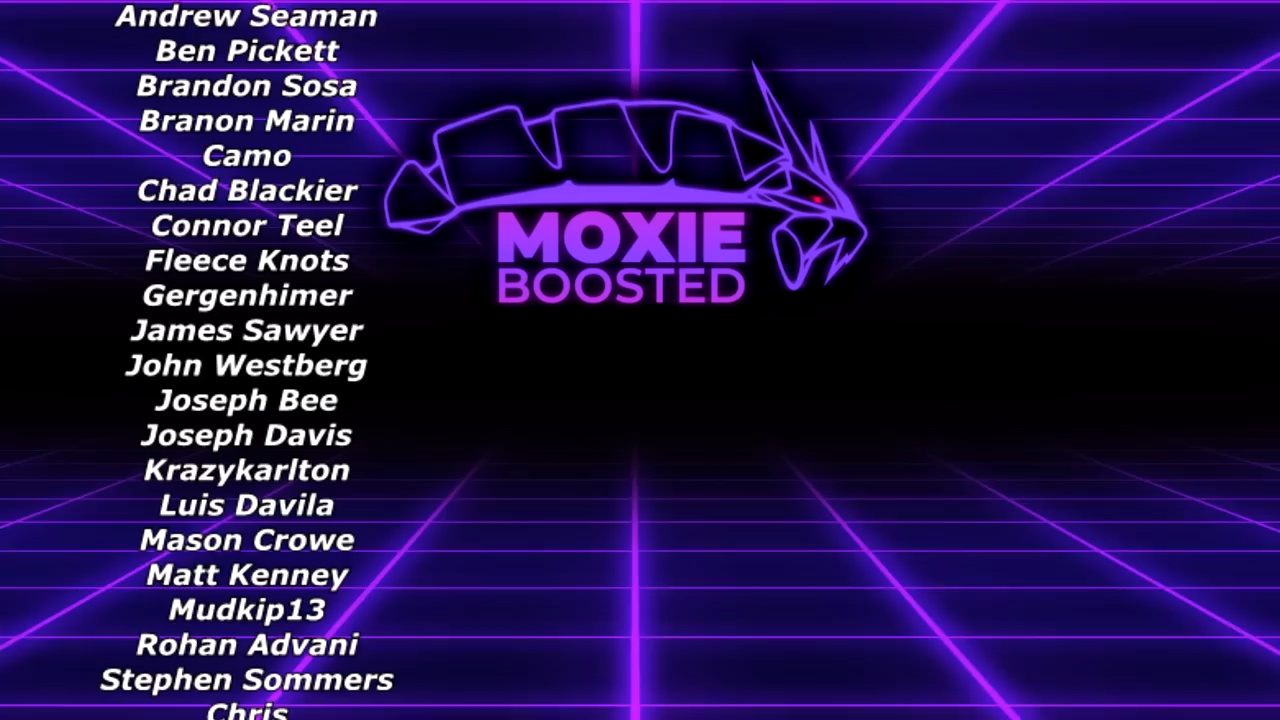 Andrew Seaman
Ben Pickett
Brandon Sosa
Branon Marin
Camo
Chad Blackier
Connor Teel
Fleece Knots
Gergenhimer
James Sawyer
John Westberg
Joseph Bee
Joseph Davis
Krazykarlton
Luis Davila
Mason Crowe
Matt Kenney
Mudkip13
Rohan Advani
Stephen Sommers
Chris
MOXIE
BOOSTED